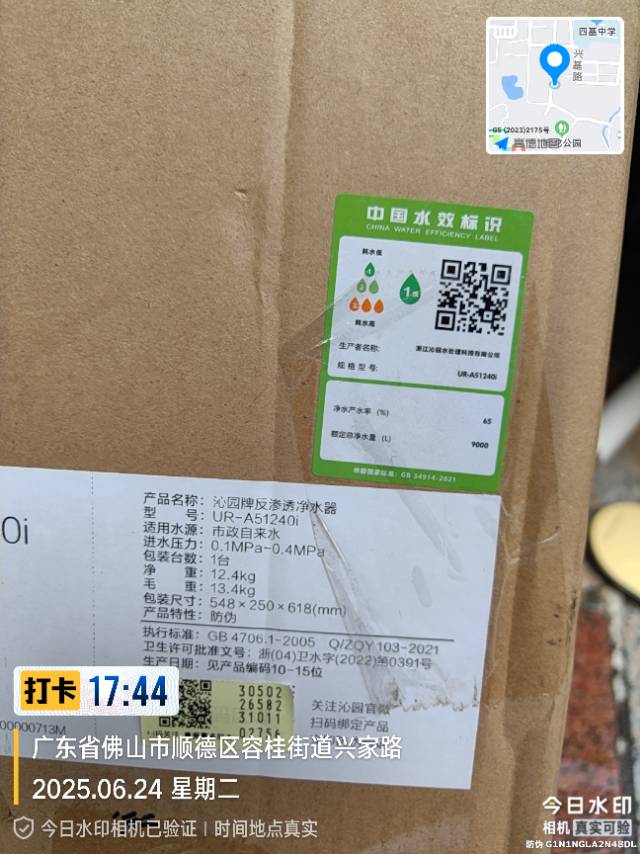 四基中学
兴基路
GS(2023)2175号
高德地图
公园
中国水效标识
CHINA WATER EFFICIENCY LABEL
耗水低
1
2
3
1级
耗水高
生产者名称：
浙江沁园水处理科技有限公司
规格型号：
UR-A51240i
净水产水率 (%)
65
额定总净水量 (L)
9000
依据国家标准：GB 34914-2021
0i
产品名称：沁园牌反渗透净水器
型 号：UR-A51240i
适用水源：市政自来水
进水压力：0.1MPa~0.4MPa
包装台数：1台
净 重：12.4kg
毛 重：13.4kg
包装尺寸：548×250×618(mm)
产品特性：防伪
执行标准：GB 4706.1-2005 Q/ZQY 103-2021
卫生许可批准文号：浙(04)卫水字(2022)第0391号
生产日期：见产品编码10-15位
30502
26582
31011
02756
关注沁园官微
扫码绑定产品
00000713M
打卡 17:44
广东省佛山市顺德区容桂街道兴家路
2025.06.24 星期二
今日水印相机已验证 | 时间地点真实
今日水印
相机 真实可验
防伪 G1N1NGLA2N4BDL